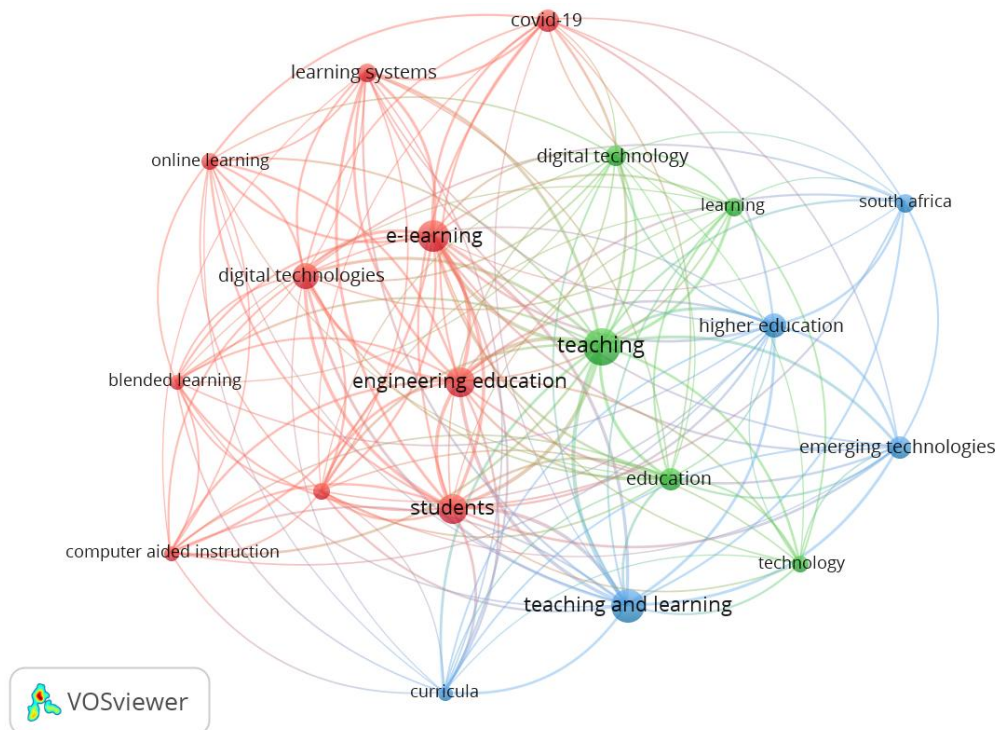 covid-19
learning systems
online learning
digital technology
learning
south africa
e-learning
digital technologies
higher education
teaching
blended learning
engineering education
emerging technologies
education
students
computer aided instruction
technology
teaching and learning
curricula
VOSviewer